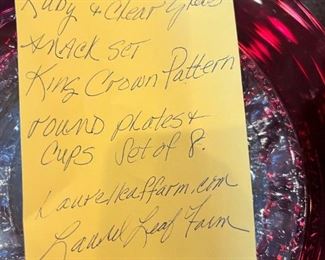 Ruby & Clear Glass
SNACK SET
King Crown Pattern
round plates &
cups Set of 8.
Laurelleaffarm.com
Laurel Leaf Farm